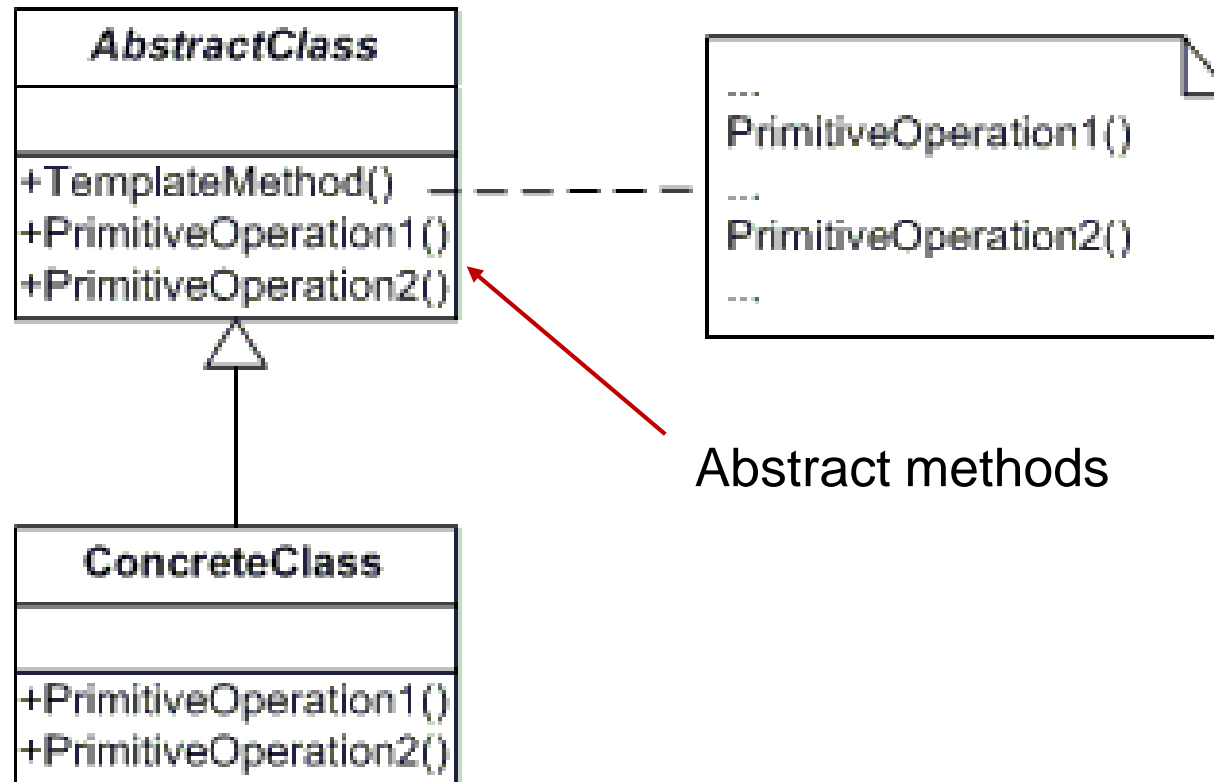 AbstractClass
+TemplateMethod()
+PrimitiveOperation1()
+PrimitiveOperation2()
...
PrimitiveOperation1()
...
PrimitiveOperation2()
...
Abstract methods
ConcreteClass
+PrimitiveOperation1()
+PrimitiveOperation2()